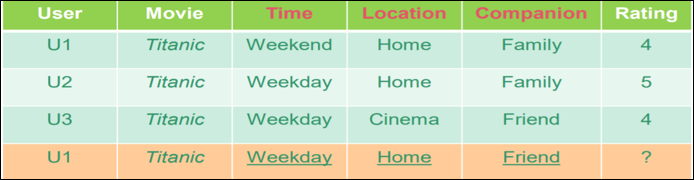 User Movie Time Location Companion Rating
U1 Titanic Weekend Home Family 4
U2 Titanic Weekday Home Family 5
U3 Titanic Weekday Cinema Friend 4
U1 Titanic Weekday Home Friend ?